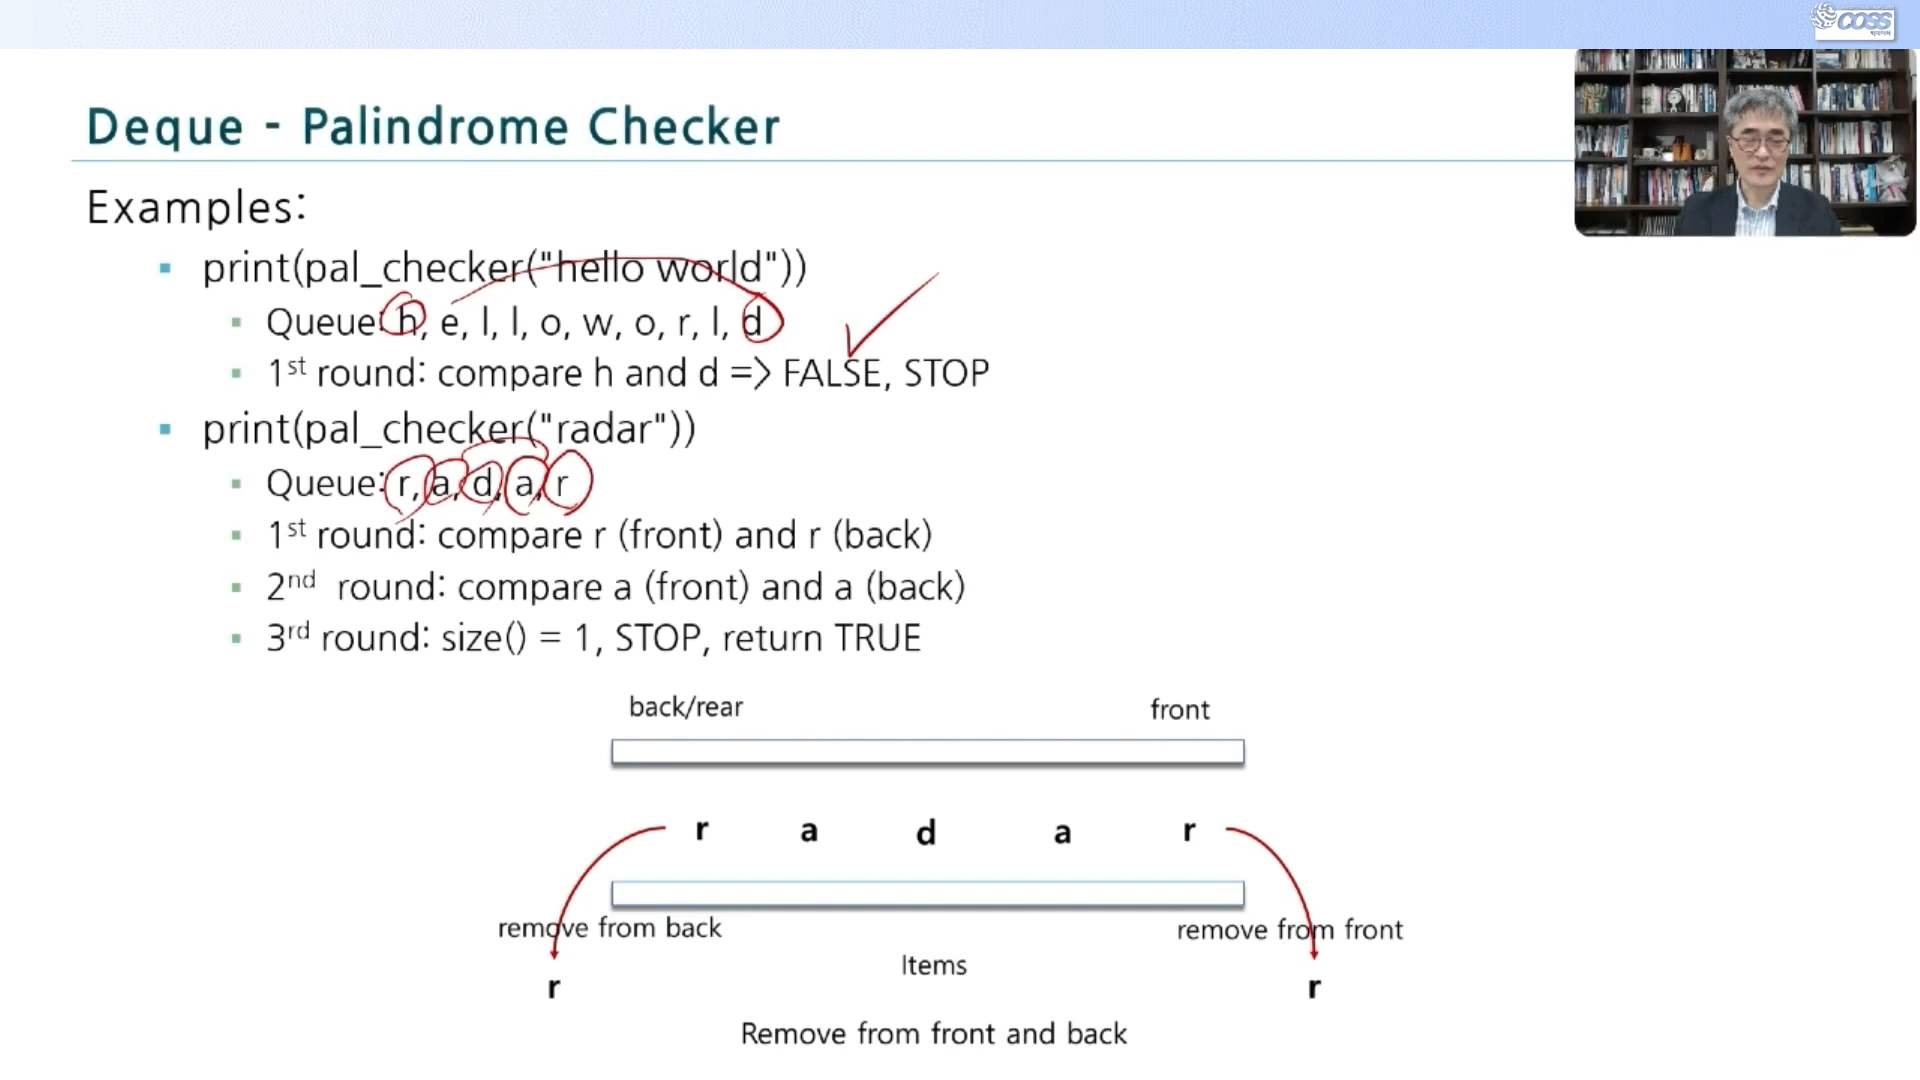 COSS
Deque - Palindrome Checker
Examples:
▪ print(pal_checker("hello world"))
▪ Queue: h, e, l, l, o, w, o, r, l, d
▪ 1st round: compare h and d => FALSE, STOP
▪ print(pal_checker("radar"))
▪ Queue: r, a, d, a, r
▪ 1st round: compare r (front) and r (back)
▪ 2nd round: compare a (front) and a (back)
▪ 3rd round: size() = 1, STOP, return TRUE
back/rear front
r a d a r
remove from back remove from front
Items
r r
Remove from front and back